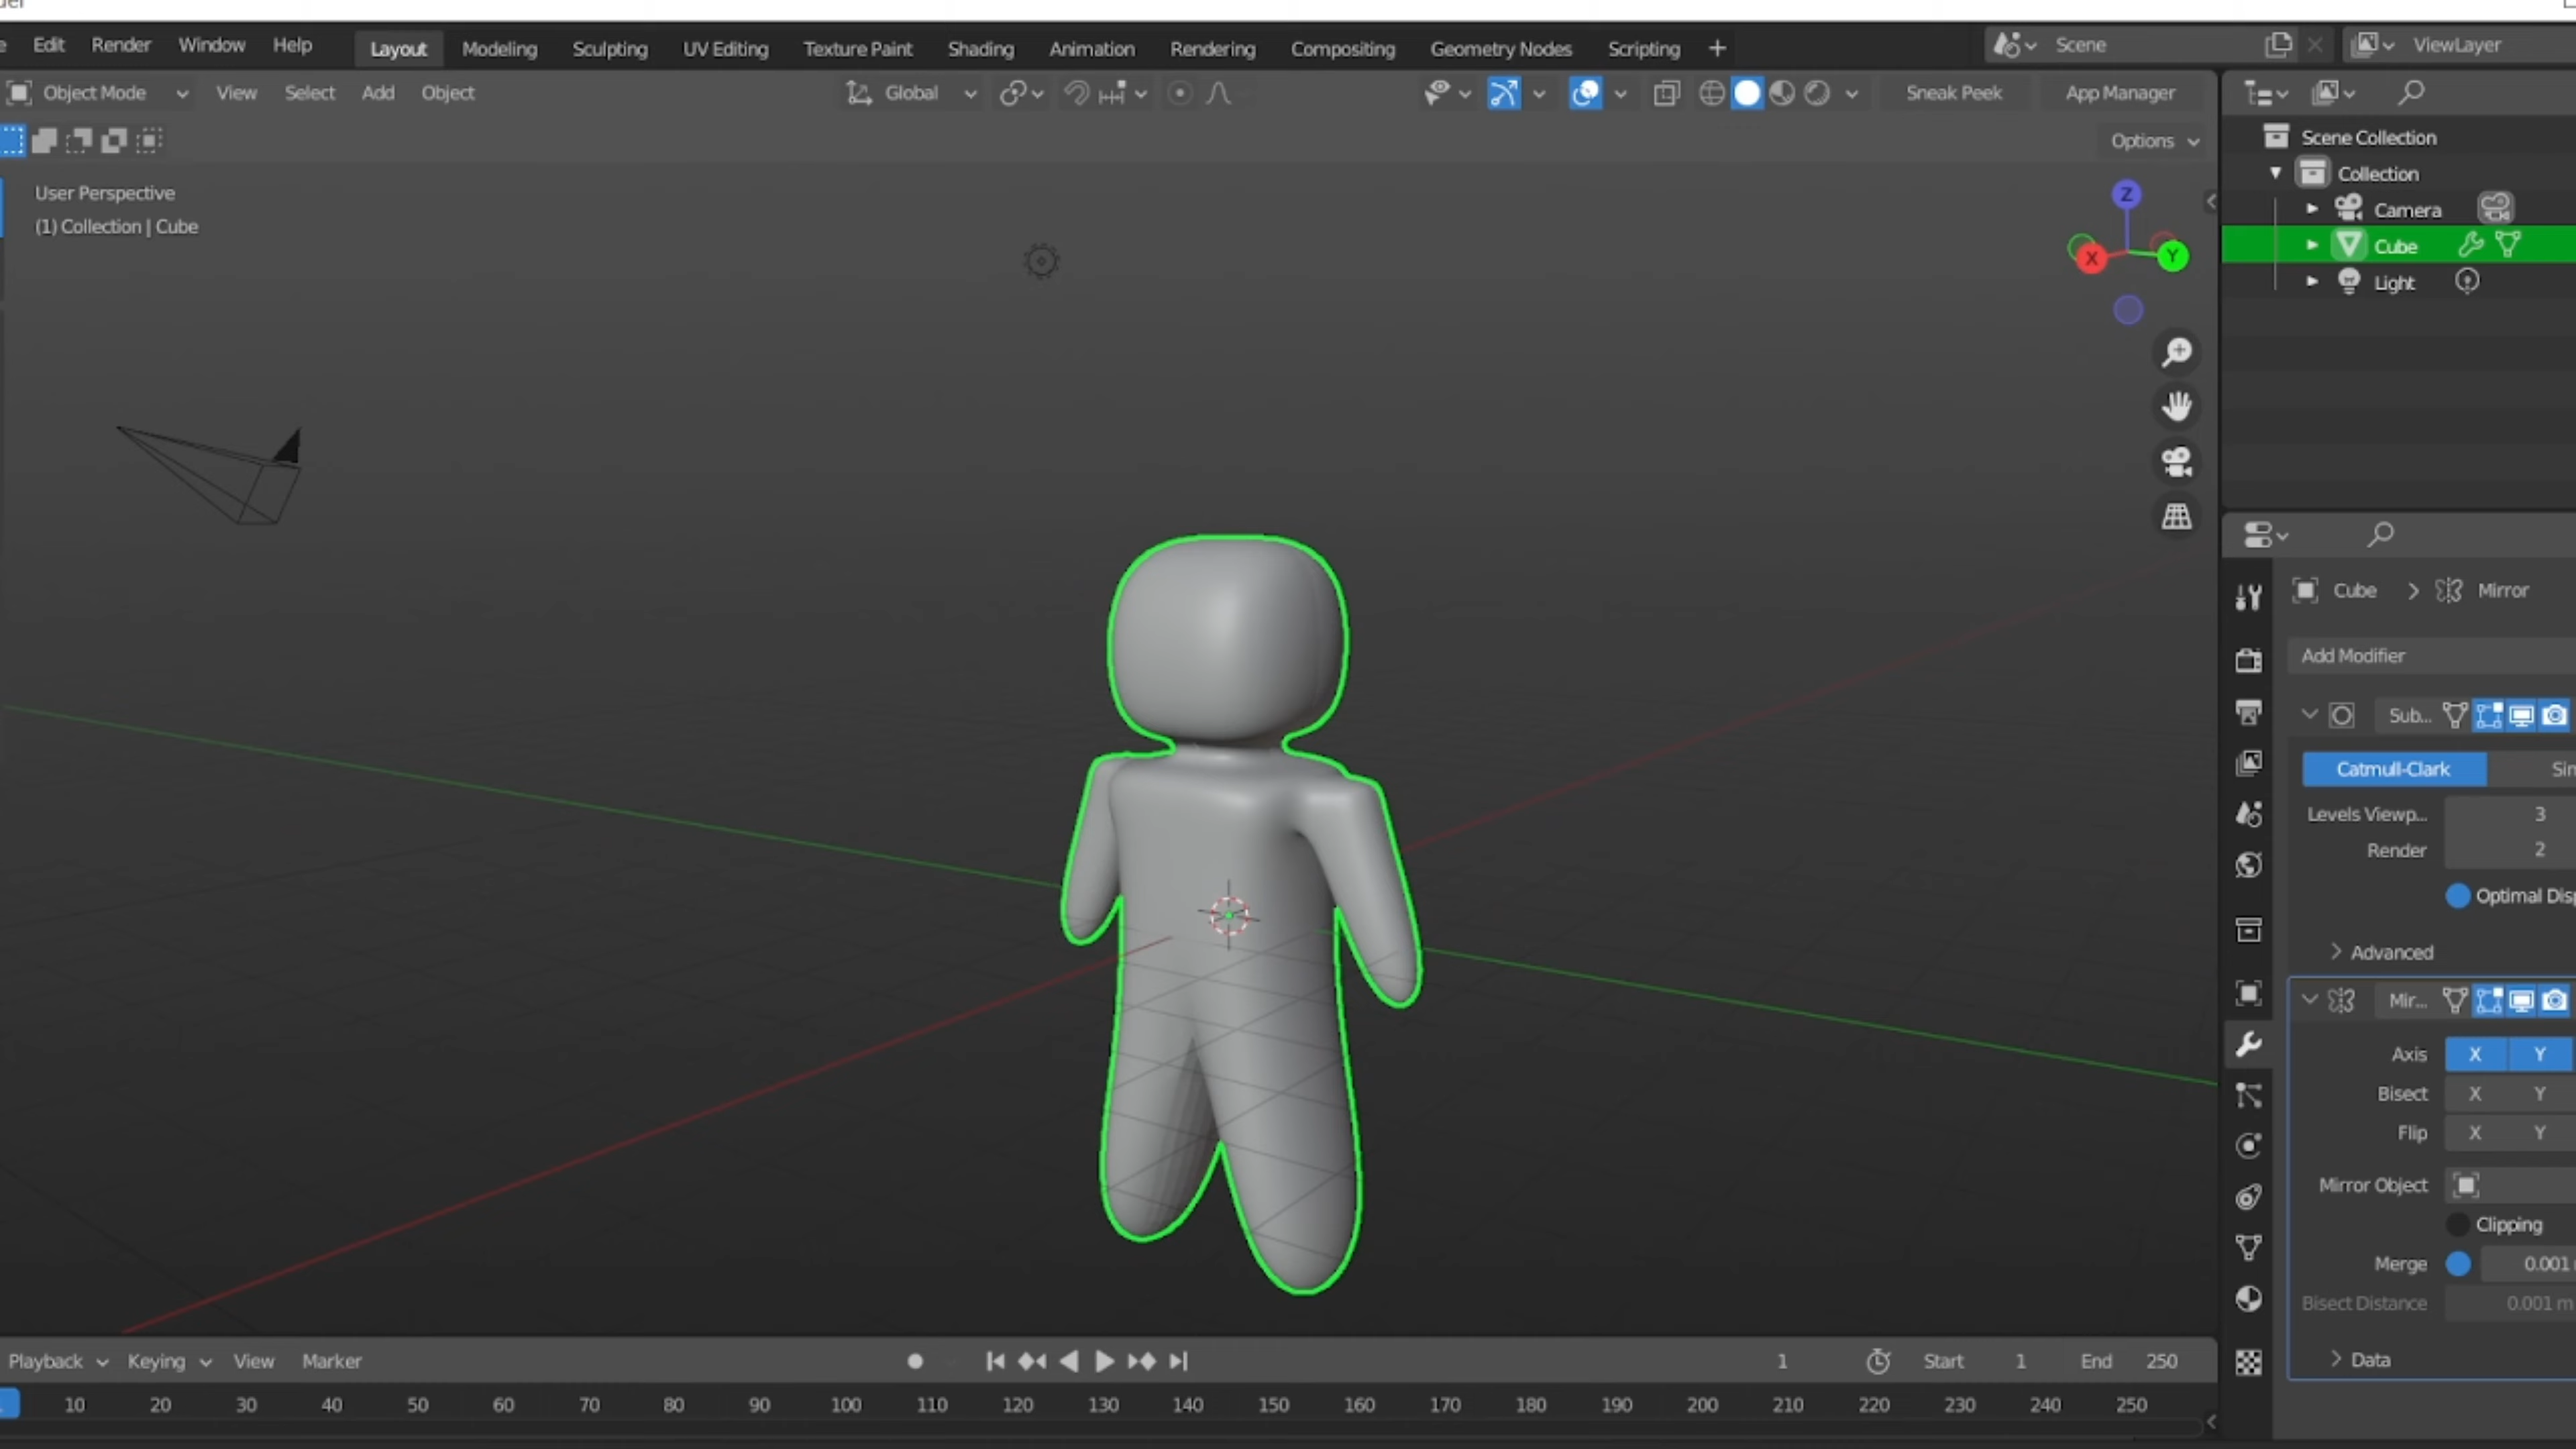 Edit Render Window Help Layout Modeling Sculpting UV Editing Texture Paint Shading Animation Rendering Compositing Geometry Nodes Scripting + Scene ViewLayer
Object Mode View Select Add Object Global Sneak Peek App Manager
Options
User Perspective
(1) Collection | Cube
Z
X
Y
Scene Collection
Collection
Camera
Cube
Light
Cube > Mirror
Add Modifier
Sub...
Catmull-Clark Sim
Levels Viewp... 3
Render 2
Optimal Disp
Advanced
Mir...
Axis X Y
Bisect X Y
Flip X Y
Mirror Object
Clipping
Merge 0.001
Bisect Distance 0.001 m
Data
Playback Keying View Marker 1 Start 1 End 250
10 20 30 40 50 60 70 80 90 100 110 120 130 140 150 160 170 180 190 200 210 220 230 240 250